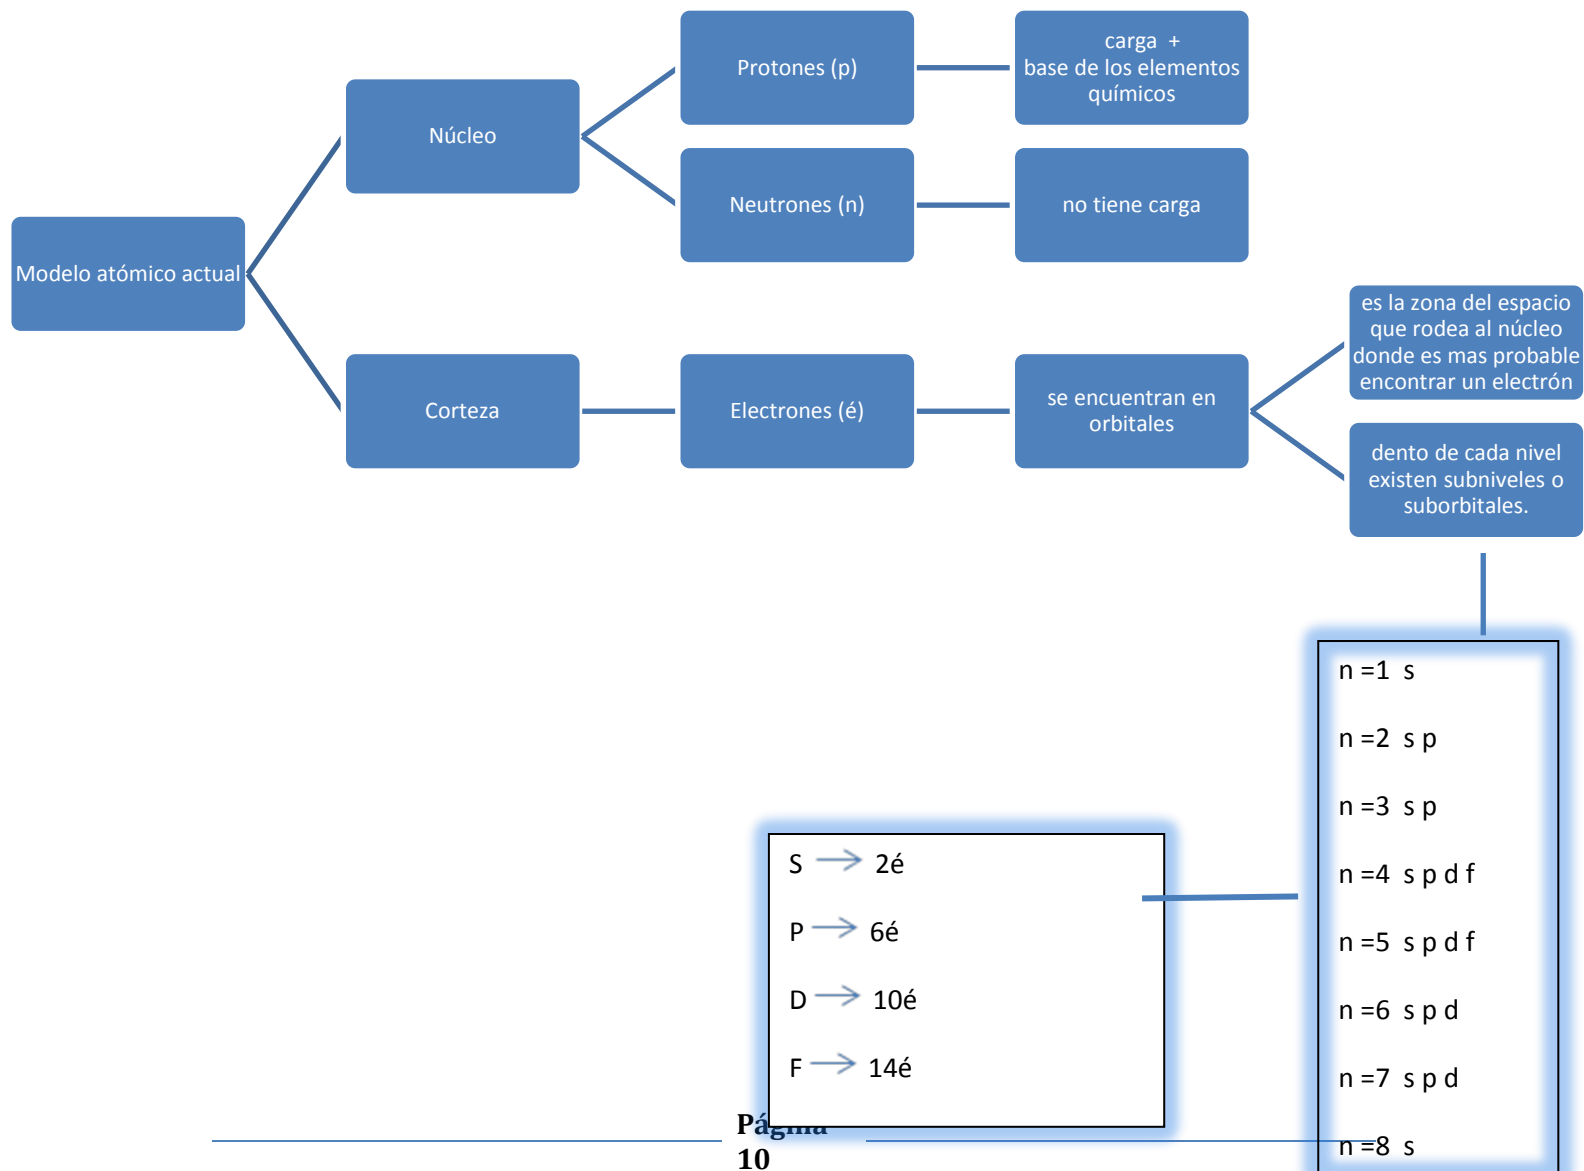 Modelo atómico actual
Núcleo
Protones (p)
carga +
base de los elementos
químicos
Neutrones (n)
no tiene carga
Corteza
Electrones (é)
se encuentran en
orbitales
es la zona del espacio
que rodea al núcleo
donde es mas probable
encontrar un electrón
dento de cada nivel
existen subniveles o
suborbitales.
n =1 s
n =2 s p
n =3 s p
n =4 s p d f
n =5 s p d f
n =6 s p d
n =7 s p d
n =8 s
S → 2é
P → 6é
D → 10é
F → 14é
Página
10